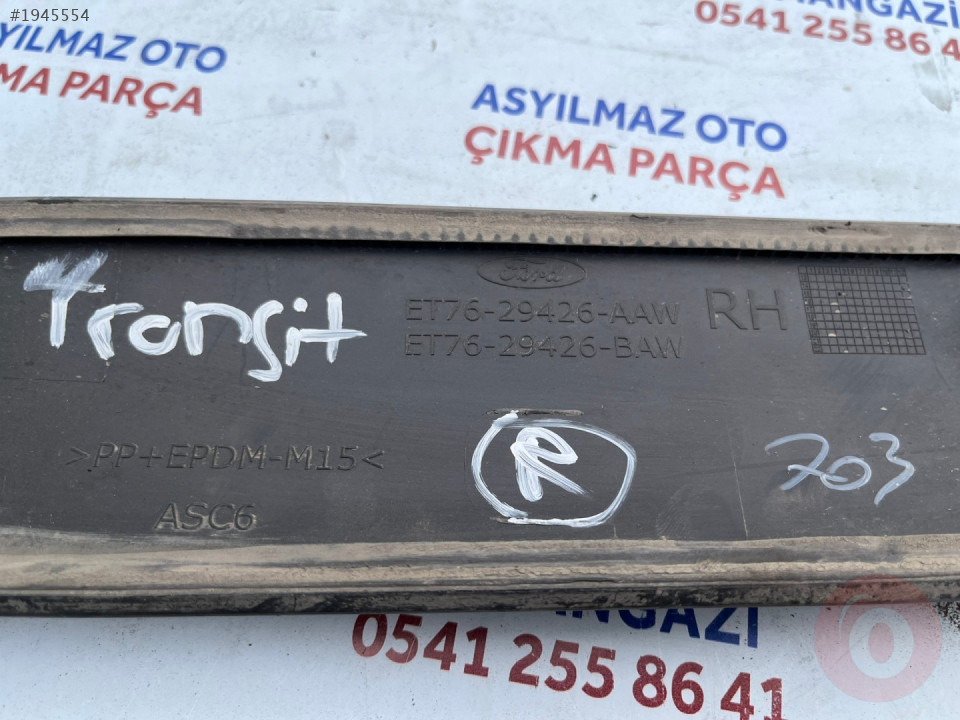 #1945554
0541 255 86 4
YILMAZ OTO
KMA PARÇA
ASYILMAZ OTO
ÇIKMA PARÇA
Ford
Transit
ET76-29426-AAW
ET76-29426-BAW
RH
R
703
>PP+EPDM-M15<
ASC6
0541 255 86 41